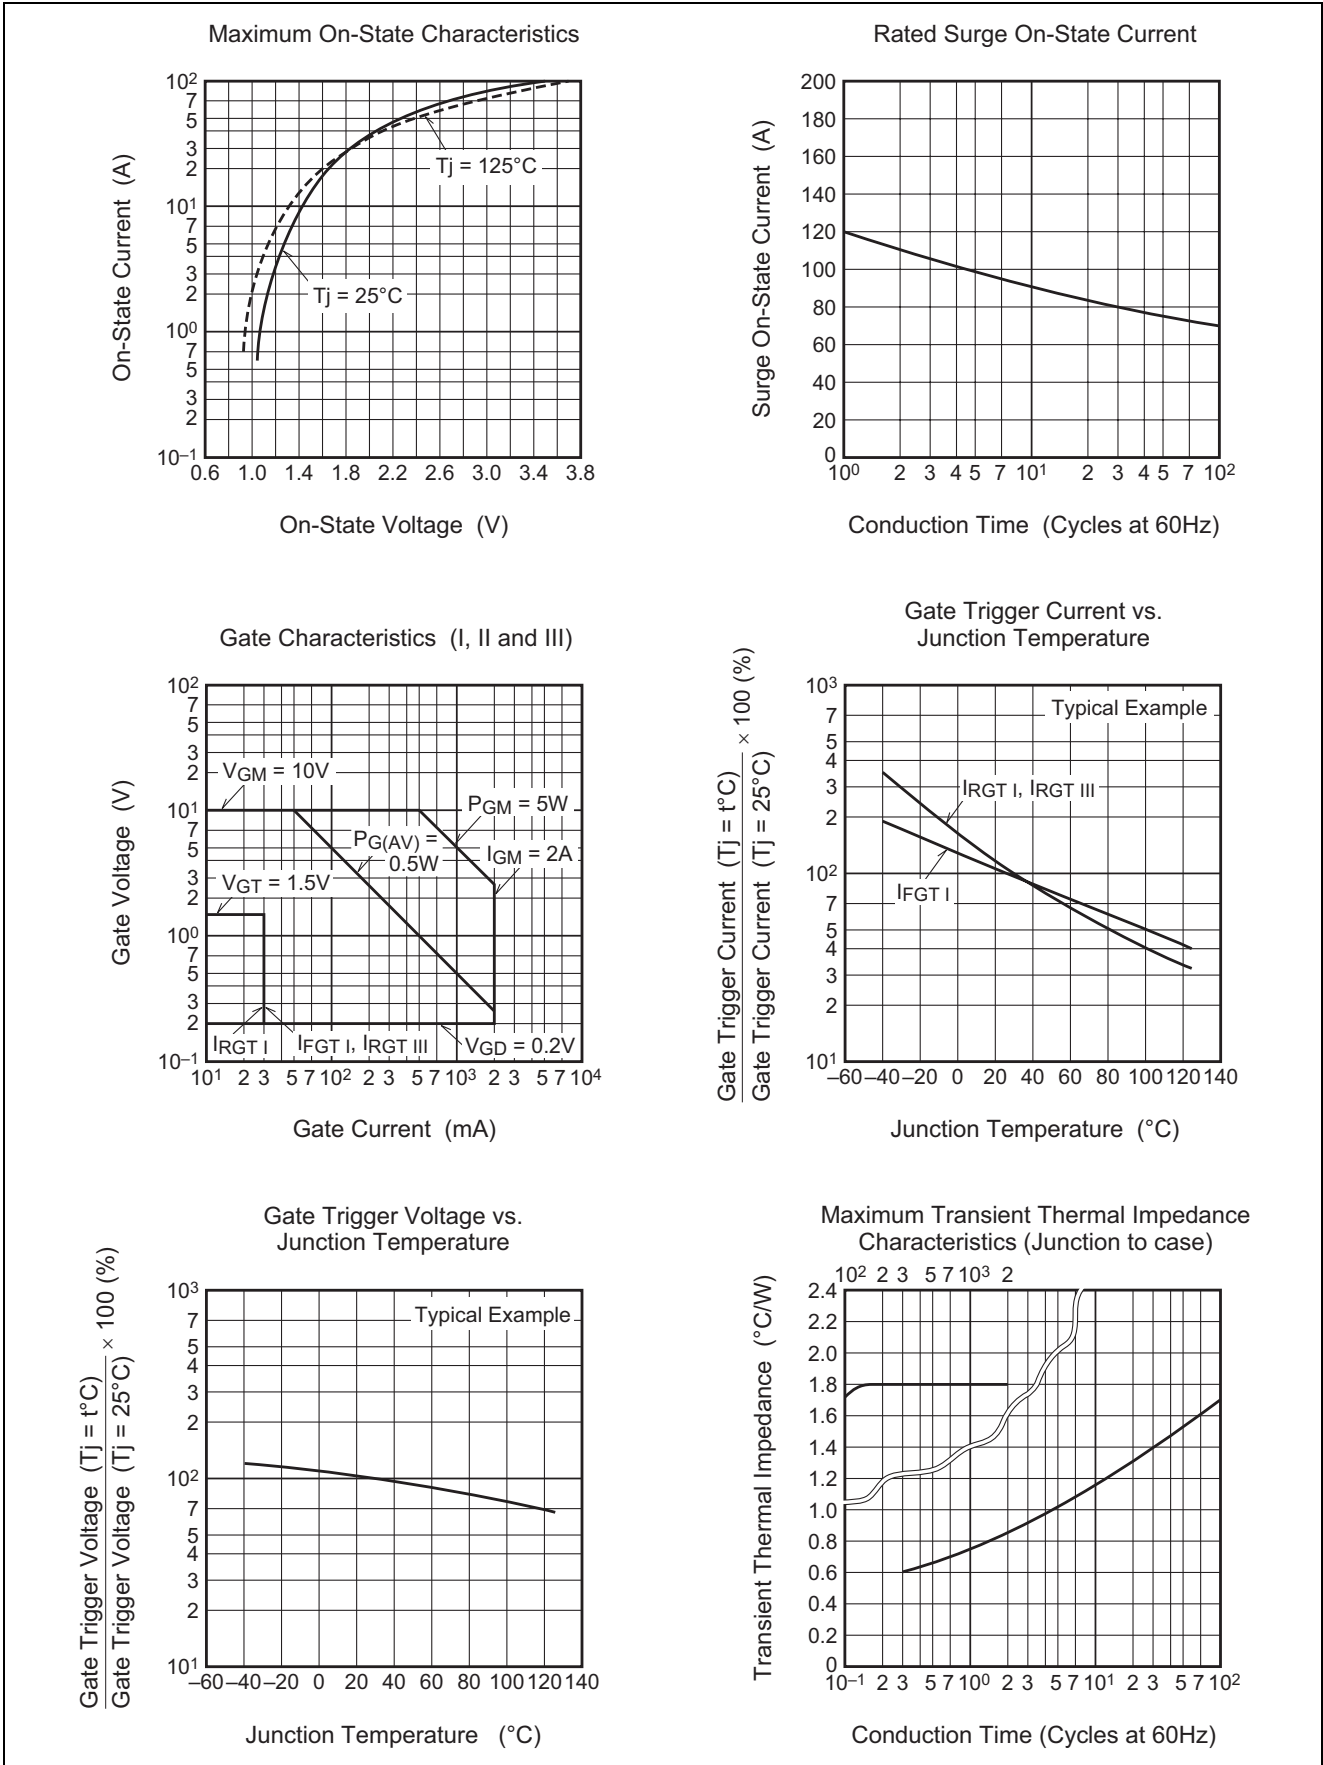 Maximum On-State Characteristics
On-State Current (A)
10²
7
5
3
2
10¹
7
5
3
2
10⁰
7
5
3
2
10⁻¹
Tj = 125°C
Tj = 25°C
0.6 1.0 1.4 1.8 2.2 2.6 3.0 3.4 3.8
On-State Voltage (V)
Rated Surge On-State Current
Surge On-State Current (A)
200
180
160
140
120
100
80
60
40
20
0
10⁰ 2 3 4 5 7 10¹ 2 3 4 5 7 10²
Conduction Time (Cycles at 60Hz)
Gate Characteristics (I, II and III)
Gate Voltage (V)
10²
7
5
3
2
10¹
7
5
3
2
10⁰
7
5
3
2
10⁻¹
VGM = 10V
PGM = 5W
PG(AV) =
0.5W
IGM = 2A
VGT = 1.5V
IRGT I
IFGT I, IRGT III
VGD = 0.2V
10¹ 2 3 5 7 10² 2 3 5 7 10³ 2 3 5 7 10⁴
Gate Current (mA)
Gate Trigger Current vs.
Junction Temperature
Gate Trigger Current (Tj = t°C)
Gate Trigger Current (Tj = 25°C)
× 100 (%)
10³
7
5
4
3
2
10²
7
5
4
3
2
10¹
Typical Example
IRGT I, IRGT III
IFGT I
–60 –40 –20 0 20 40 60 80 100 120 140
Junction Temperature (°C)
Gate Trigger Voltage vs.
Junction Temperature
Gate Trigger Voltage (Tj = t°C)
Gate Trigger Voltage (Tj = 25°C)
× 100 (%)
10³
7
5
4
3
2
10²
7
5
4
3
2
10¹
Typical Example
–60 –40 –20 0 20 40 60 80 100 120 140
Junction Temperature (°C)
Maximum Transient Thermal Impedance
Characteristics (Junction to case)
Transient Thermal Impedance (°C/W)
10² 2 3 5 7 10³ 2
2.4
2.2
2.0
1.8
1.6
1.4
1.2
1.0
0.8
0.6
0.4
0.2
0
10⁻¹ 2 3 5 7 10⁰ 2 3 5 7 10¹ 2 3 5 7 10²
Conduction Time (Cycles at 60Hz)